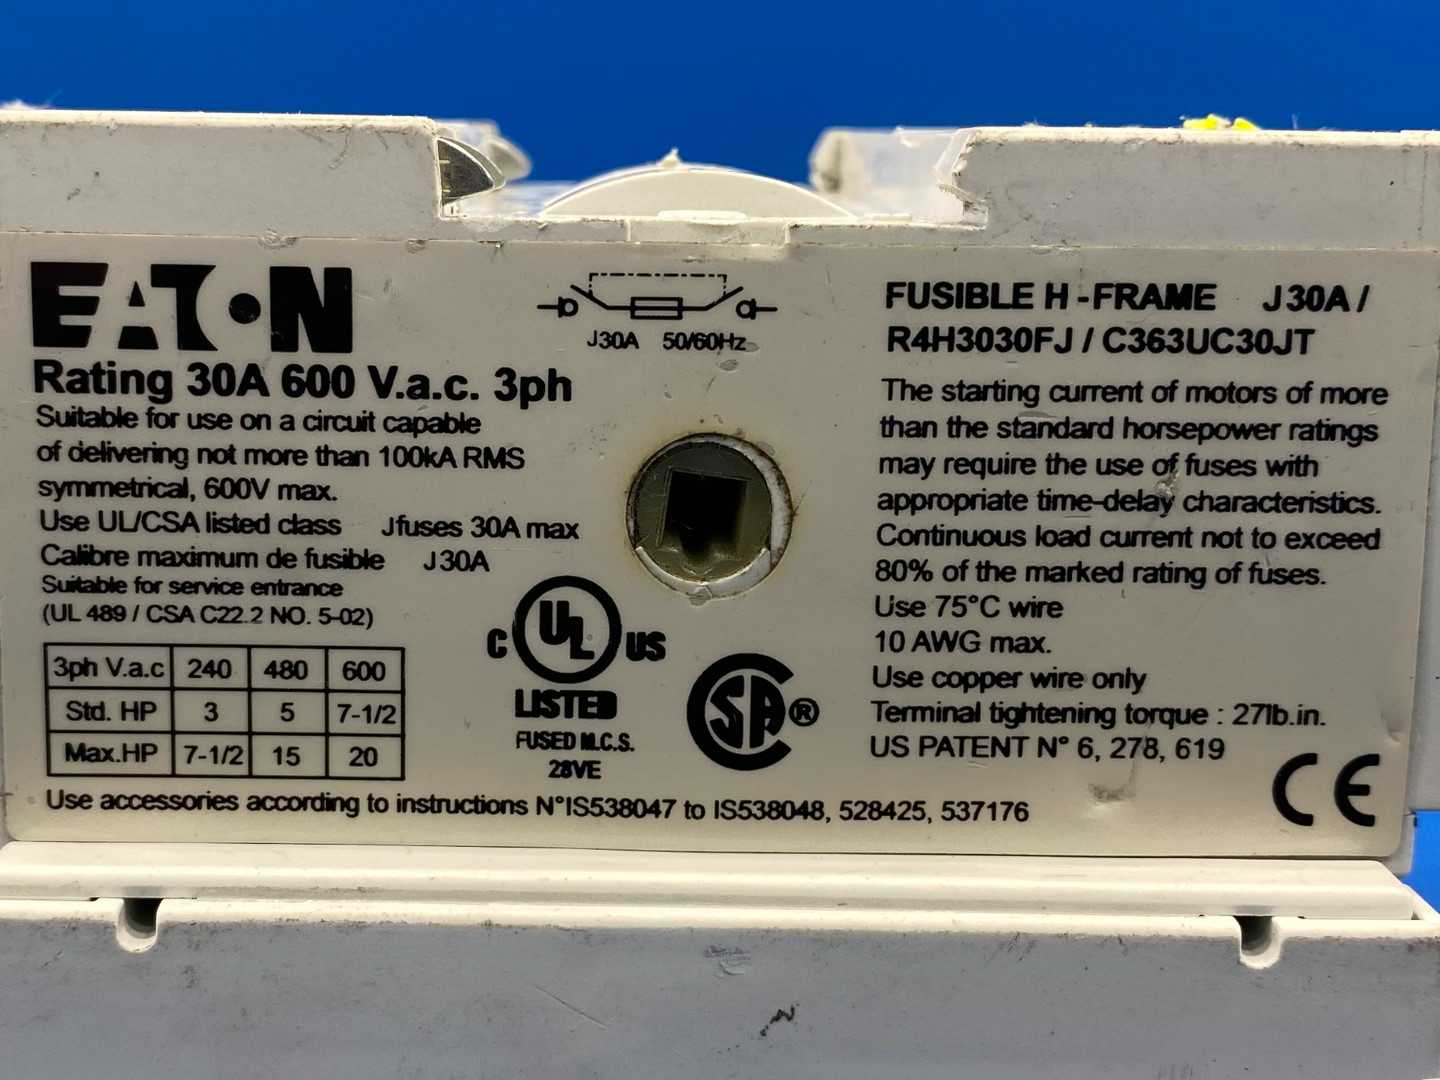 EATON
Rating 30A 600 V.a.c. 3ph
Suitable for use on a circuit capable
of delivering not more than 100kA RMS
symmetrical, 600V max.
Use UL/CSA listed class Jfuses 30A max
Calibre maximum de fusible J30A
Suitable for service entrance
(UL 489 / CSA C22.2 NO. 5-02)
3ph V.a.c 240 480 600
Std. HP 3 5 7-1/2
Max.HP 7-1/2 15 20
Use accessories according to instructions N°IS538047 to IS538048, 528425, 537176
J30A 50/60Hz
C UL US
LISTED
FUSED M.C.S.
28VE
CSA ®
FUSIBLE H -FRAME J30A /
R4H3030FJ / C363UC30JT
The starting current of motors of more
than the standard horsepower ratings
may require the use of fuses with
appropriate time-delay characteristics.
Continuous load current not to exceed
80% of the marked rating of fuses.
Use 75°C wire
10 AWG max.
Use copper wire only
Terminal tightening torque : 27lb.in.
US PATENT N° 6, 278, 619
CE